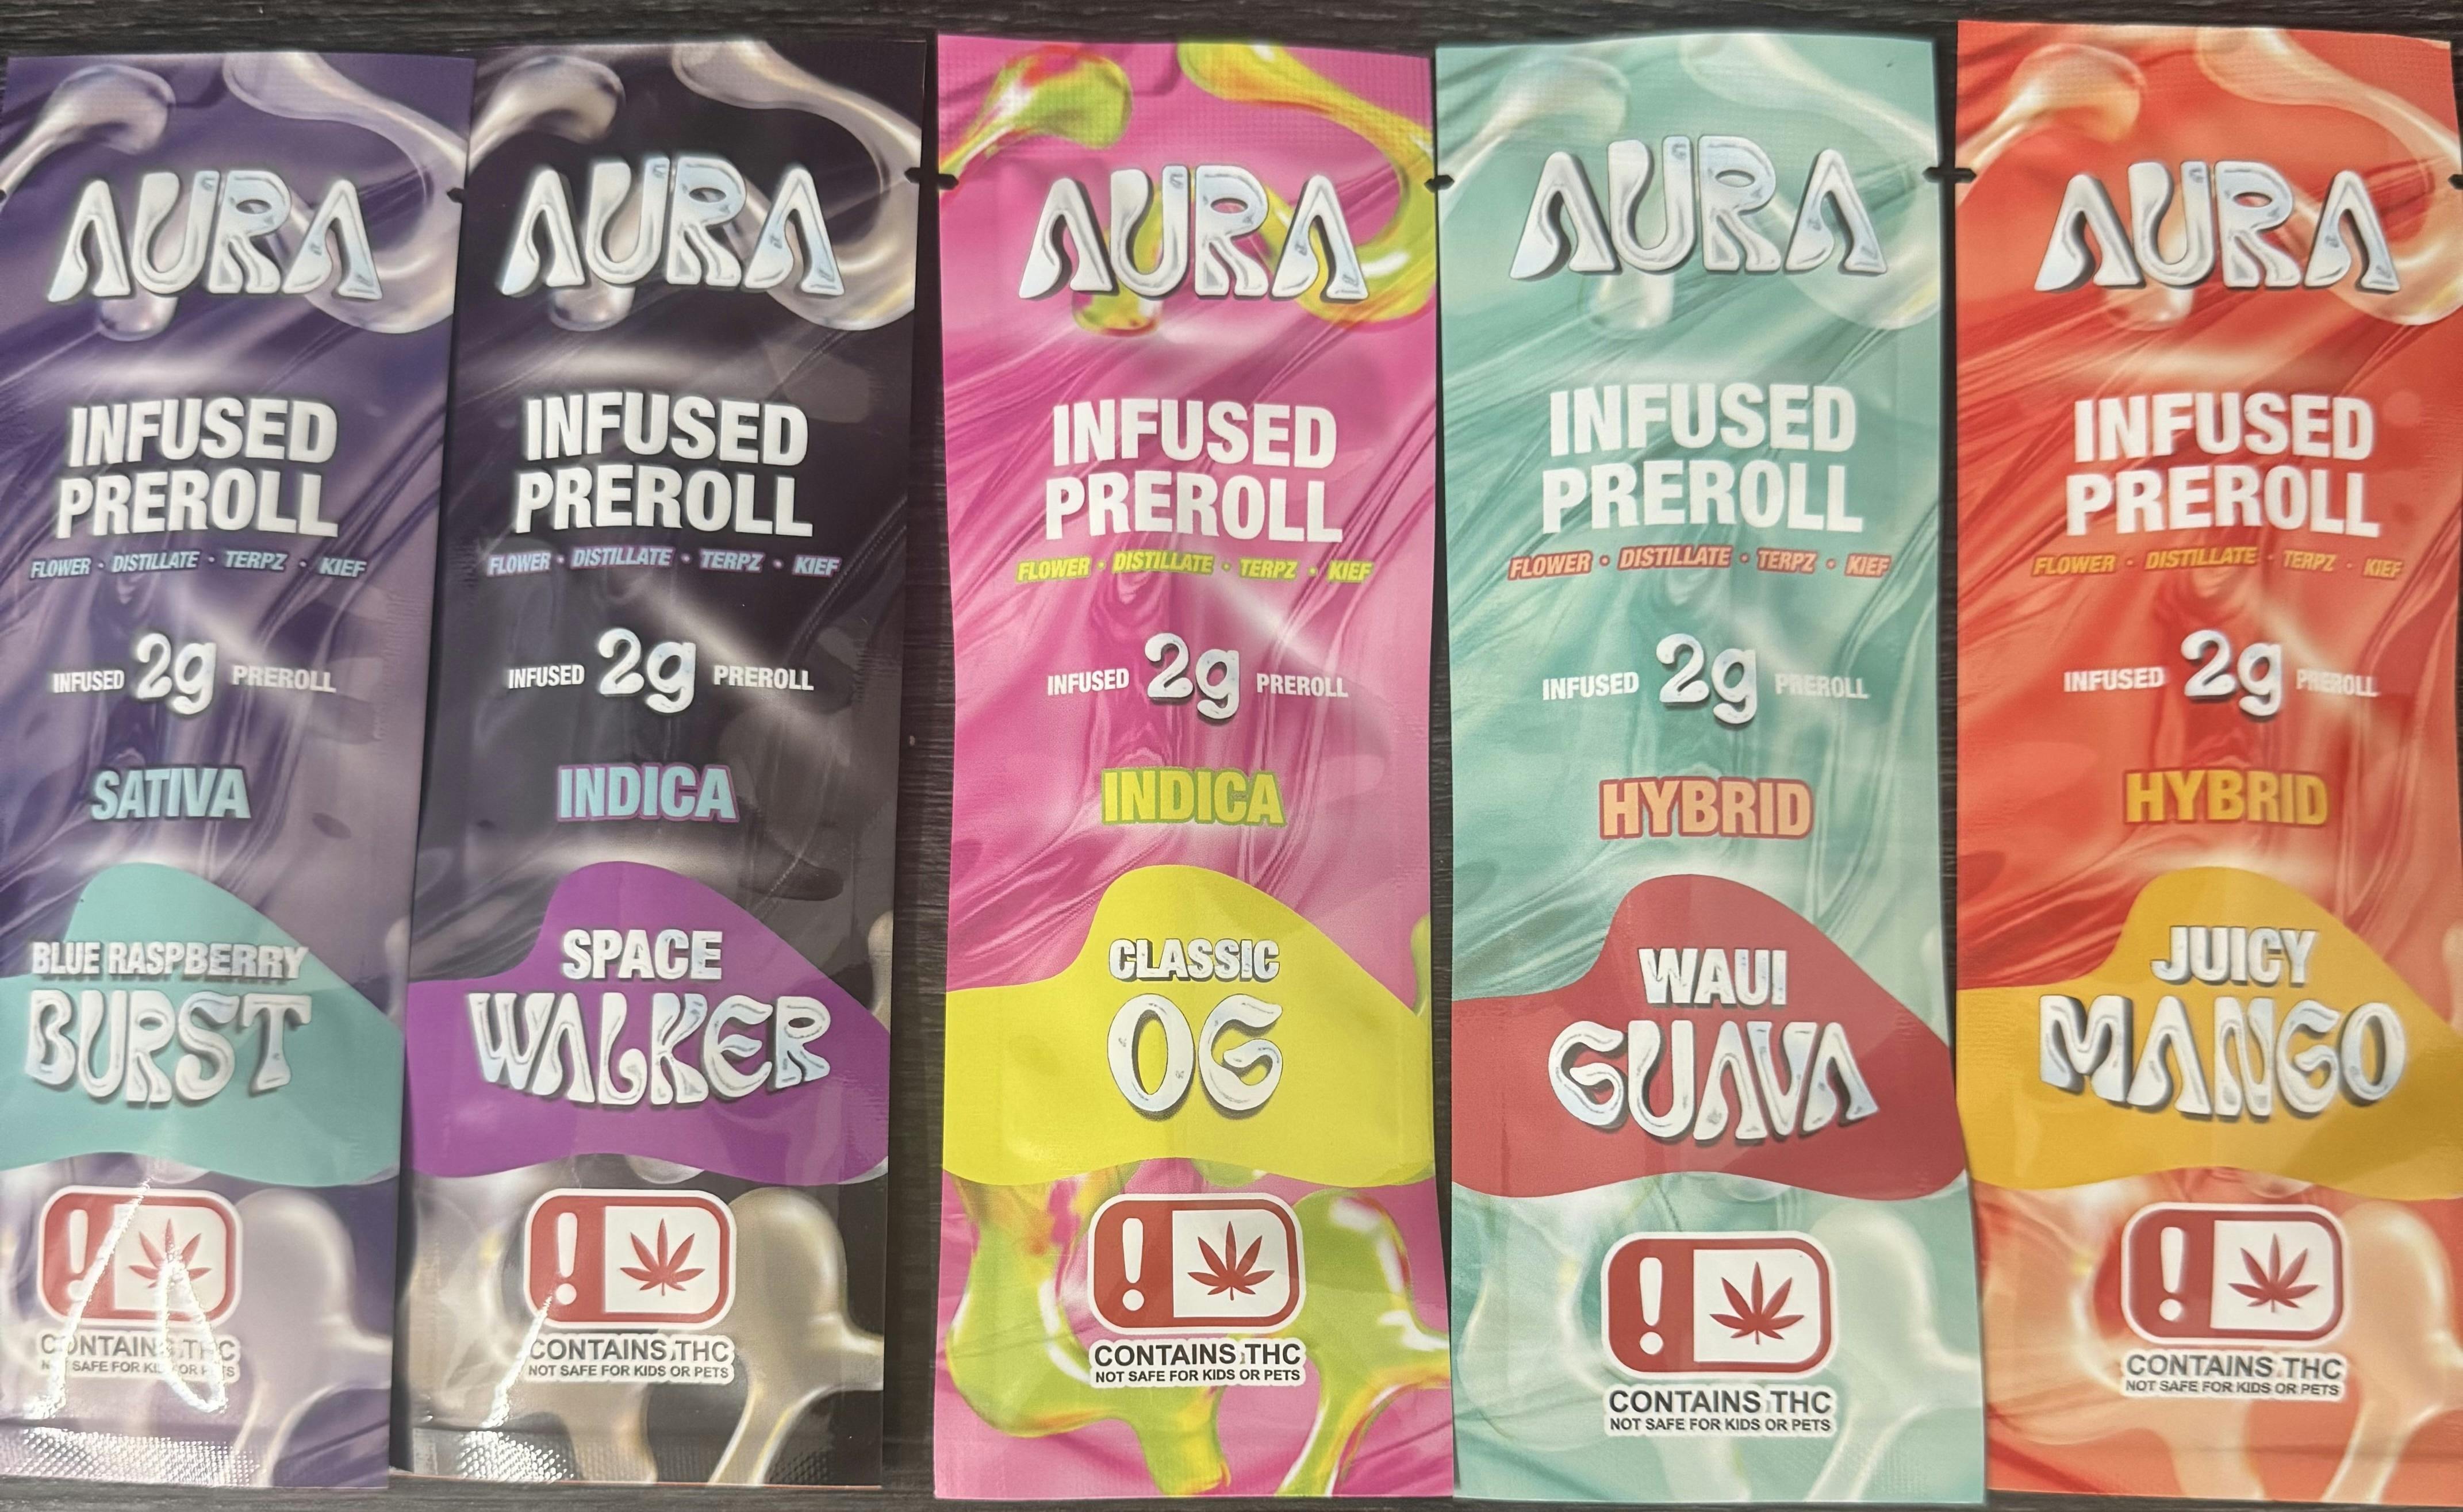 AURA
INFUSED
PREROLL
FLOWER • DISTILLATE • TERPZ • KIEF
INFUSED 2g PREROLL
SATIVA
BLUE RASPBERRY
BURST
!
CONTAINS THC
NOT SAFE FOR KIDS OR PETS
AURA
INFUSED
PREROLL
FLOWER • DISTILLATE • TERPZ • KIEF
INFUSED 2g PREROLL
INDICA
SPACE
WALKER
!
CONTAINS THC
NOT SAFE FOR KIDS OR PETS
AURA
INFUSED
PREROLL
FLOWER • DISTILLATE • TERPZ • KIEF
INFUSED 2g PREROLL
INDICA
CLASSIC
OG
!
CONTAINS THC
NOT SAFE FOR KIDS OR PETS
AURA
INFUSED
PREROLL
FLOWER • DISTILLATE • TERPZ • KIEF
INFUSED 2g PREROLL
HYBRID
WAUI
GUAVA
!
CONTAINS THC
NOT SAFE FOR KIDS OR PETS
AURA
INFUSED
PREROLL
FLOWER • DISTILLATE • TERPZ • KIEF
INFUSED 2g PREROLL
HYBRID
JUICY
MANGO
!
CONTAINS THC
NOT SAFE FOR KIDS OR PETS